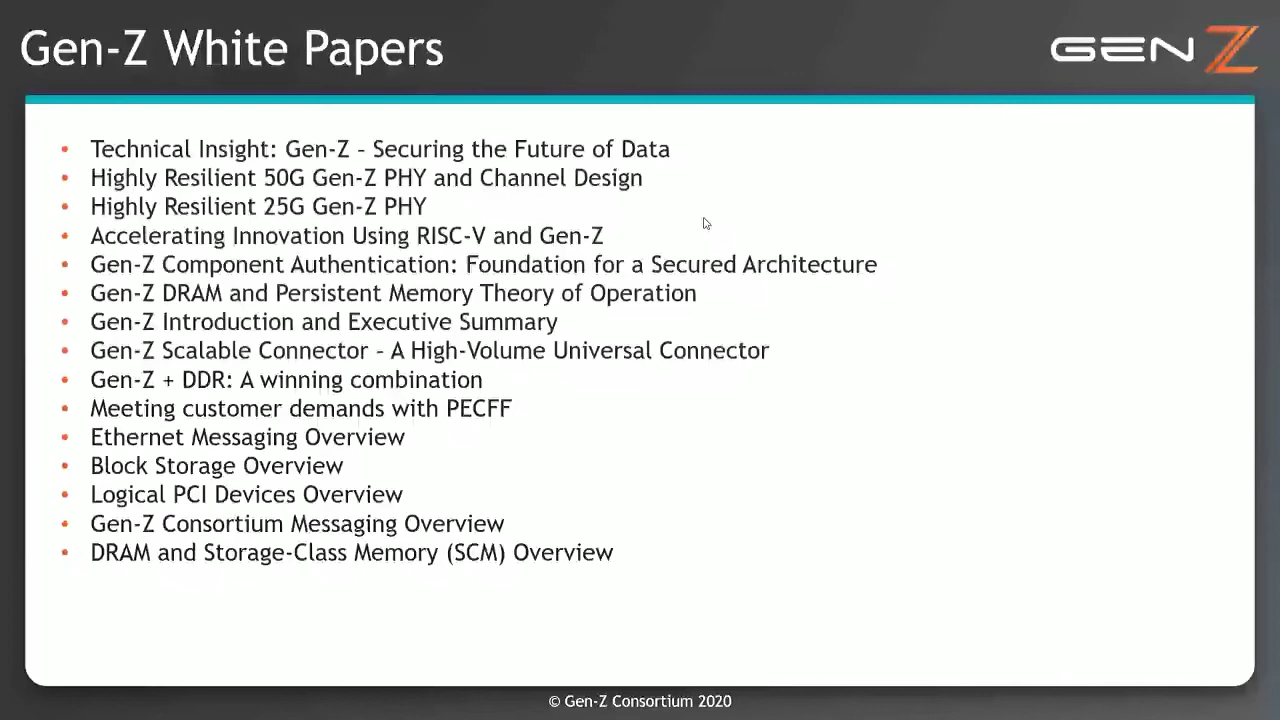 Gen-Z White Papers
GEN Z
• Technical Insight: Gen-Z – Securing the Future of Data
• Highly Resilient 50G Gen-Z PHY and Channel Design
• Highly Resilient 25G Gen-Z PHY
• Accelerating Innovation Using RISC-V and Gen-Z
• Gen-Z Component Authentication: Foundation for a Secured Architecture
• Gen-Z DRAM and Persistent Memory Theory of Operation
• Gen-Z Introduction and Executive Summary
• Gen-Z Scalable Connector – A High-Volume Universal Connector
• Gen-Z + DDR: A winning combination
• Meeting customer demands with PECFF
• Ethernet Messaging Overview
• Block Storage Overview
• Logical PCI Devices Overview
• Gen-Z Consortium Messaging Overview
• DRAM and Storage-Class Memory (SCM) Overview
© Gen-Z Consortium 2020